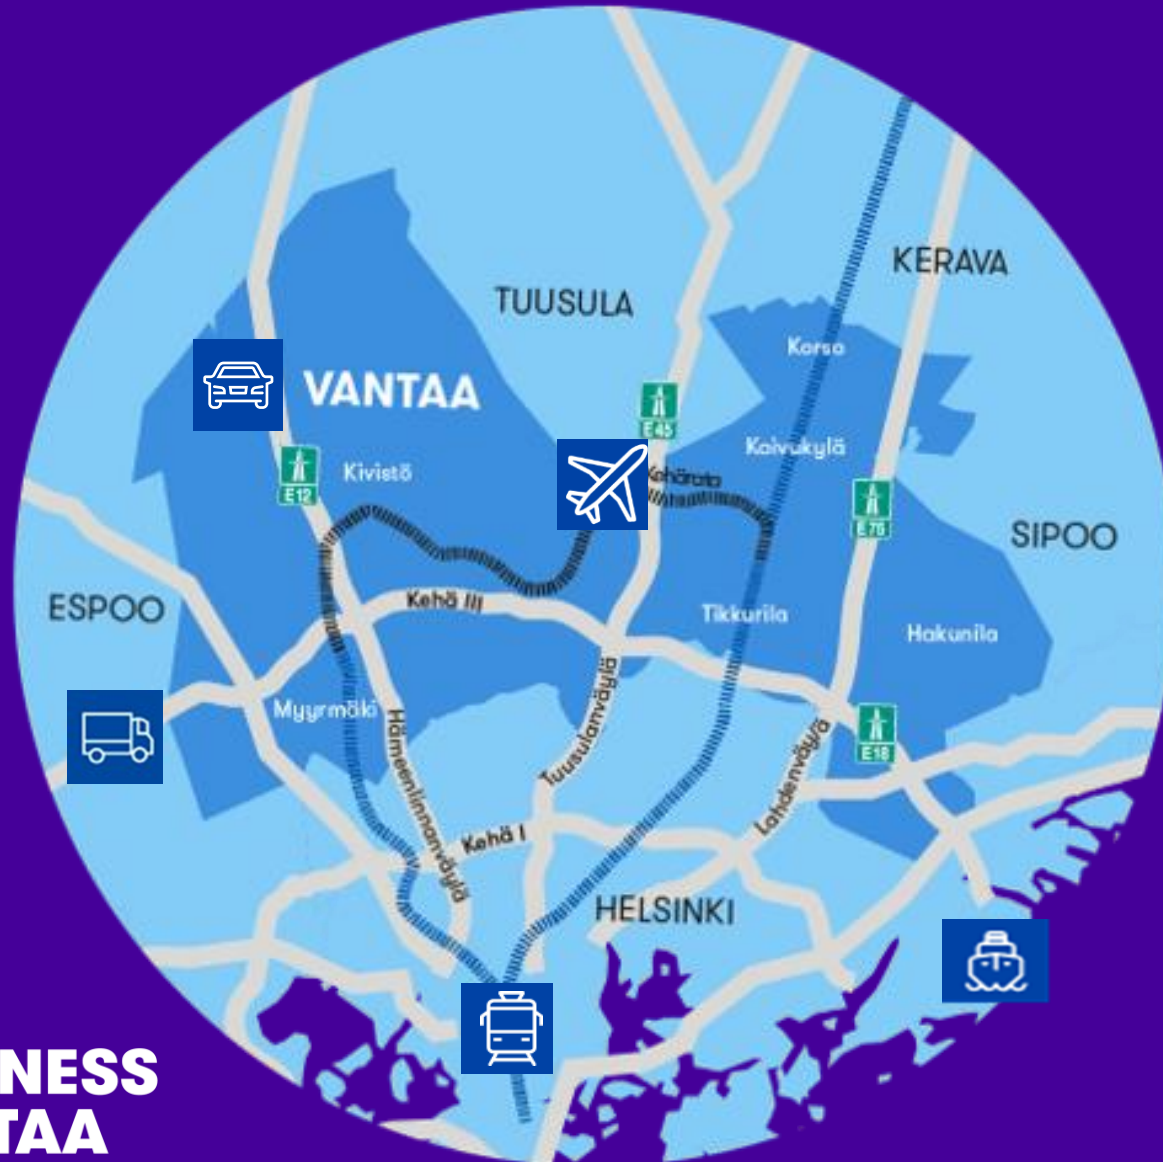 KERAVA
TUUSULA
Korso
VANTAA
E45
Koivukylä
Kivistö
Kehärata
E12
E75
SIPOO
ESPOO
Kehä III
Tikkurila
Hakunila
Myyrmäki
Hämeenlinnanväylä
Tuusulanväylä
Lahdenväylä
E18
Kehä I
HELSINKI
NESS
TAA